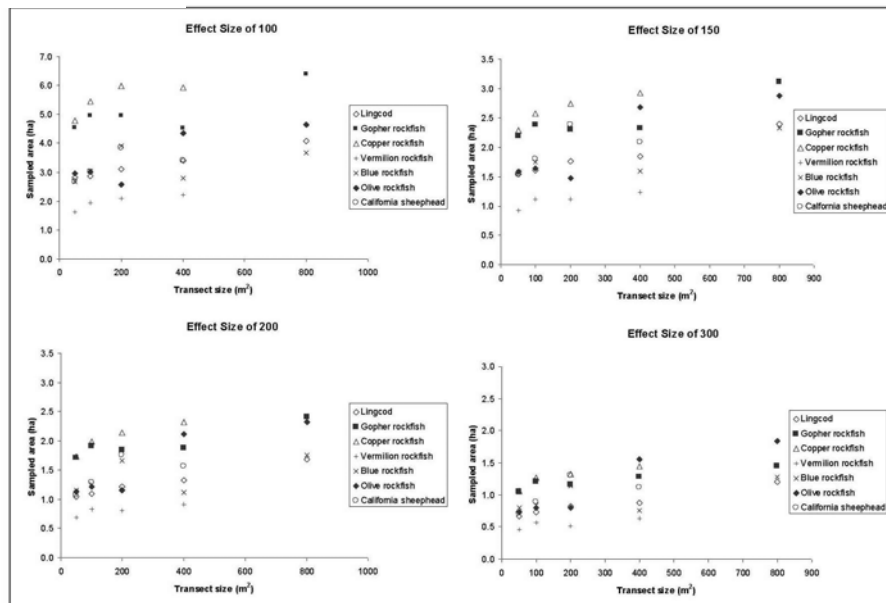 Effect Size of 100
7.0
6.0
5.0
4.0
3.0
2.0
1.0
0.0
Sampled area (ha)
0 200 400 600 800 1000
Transect size (m²)
Lingcod
Gopher rockfish
Copper rockfish
Vermilion rockfish
Blue rockfish
Olive rockfish
California sheephead
Effect Size of 150
3.5
3.0
2.5
2.0
1.5
1.0
0.5
0.0
Sampled area (ha)
0 100 200 300 400 500 600 700 800 900
Transect size (m²)
Lingcod
Gopher rockfish
Copper rockfish
Vermilion rockfish
Blue rockfish
Olive rockfish
California sheephead
Effect Size of 200
3.5
3.0
2.5
2.0
1.5
1.0
0.5
0.0
Sampled area (ha)
0 200 400 600 800 1000
Transect size (m²)
Lingcod
Gopher rockfish
Copper rockfish
Vermilion rockfish
Blue rockfish
Olive rockfish
California sheephead
Effect Size of 300
3.0
2.5
2.0
1.5
1.0
0.5
0.0
Sampled area (ha)
0 100 200 300 400 500 600 700 800 900
Transect size (m²)
Lingcod
Gopher rockfish
Copper rockfish
Vermilion rockfish
Blue rockfish
Olive rockfish
California sheephead